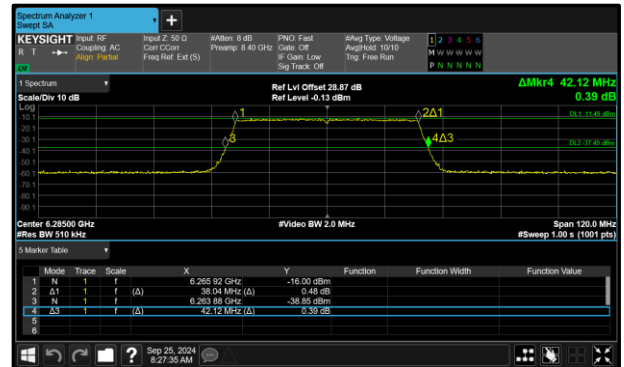 Spectrum Analyzer 1
Swept SA
+
KEYSIGHT Input: RF Input Z: 50 Ω #Atten: 8 dB PNO: Fast #Avg Type: Voltage 1 2 3 4 5 6
R T Coupling: AC Corr CCorr Preamp: 8.40 GHz Gate: Off Avg|Hold: 10/10 M W W W W W
Align: Partial Freq Ref: Ext (S) IF Gain: Low Trig: Free Run
Sig Track: Off P N N N N N
1 Spectrum
Scale/Div 10 dB Ref Lvl Offset 28.87 dB ΔMkr4 42.12 MHz
Ref Level -0.13 dBm 0.39 dB
Log
-10.1 1 2Δ1 DL1 -11.49 dBm
-20.1
-30.1 3 4Δ3 DL2 -37.49 dBm
-40.1
-50.1
-60.1
-70.1
-80.1
-90.1
Center 6.28500 GHz #Video BW 2.0 MHz Span 120.0 MHz
#Res BW 510 kHz #Sweep 1.00 s (1001 pts)
5 Marker Table
Mode Trace Scale X Y Function Function Width Function Value
1 N 1 f 6.265 92 GHz -16.00 dBm
2 Δ1 1 f (Δ) 38.04 MHz (Δ) 0.48 dB
3 N 1 f 6.263 88 GHz -38.85 dBm
4 Δ3 1 f (Δ) 42.12 MHz (Δ) 0.39 dB
5
6
? Sep 25, 2024
8:27:35 AM